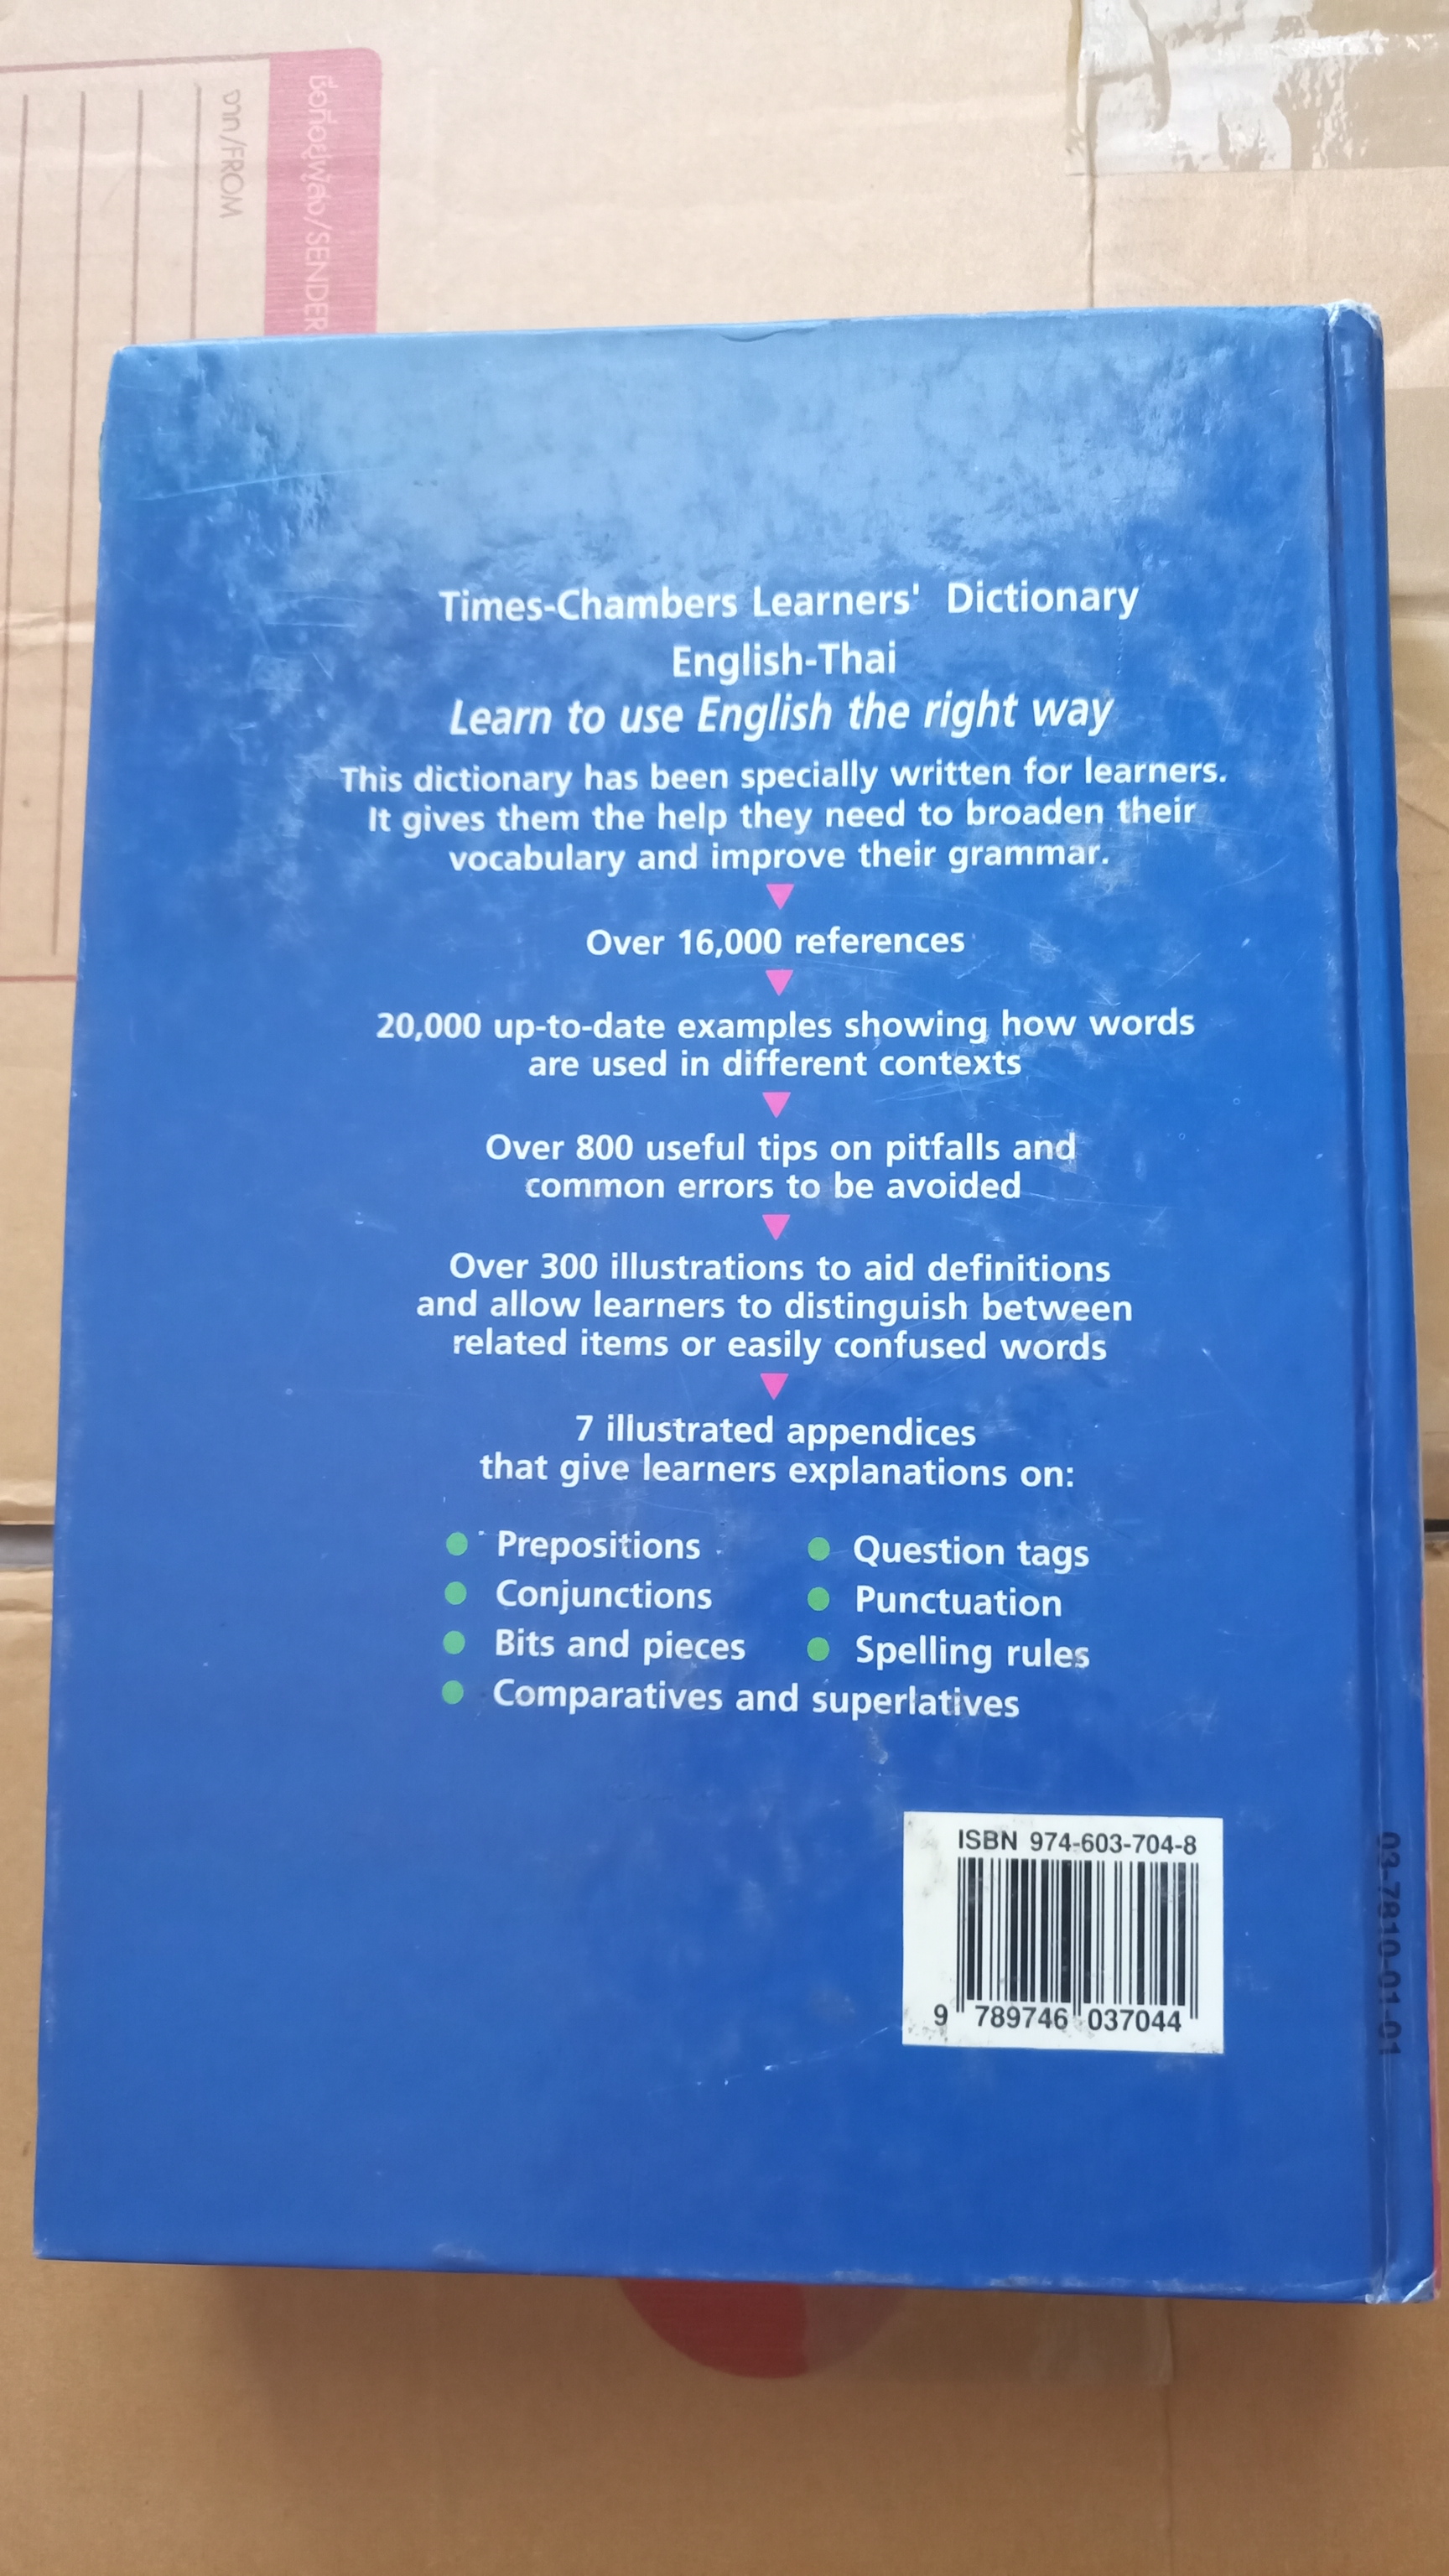 ชื่อที่อยู่ผู้ส่ง/SENDER
จาก/FROM
Times-Chambers Learners' Dictionary
English-Thai
Learn to use English the right way
This dictionary has been specially written for learners.
It gives them the help they need to broaden their
vocabulary and improve their grammar.
Over 16,000 references
20,000 up-to-date examples showing how words
are used in different contexts
Over 800 useful tips on pitfalls and
common errors to be avoided
Over 300 illustrations to aid definitions
and allow learners to distinguish between
related items or easily confused words
7 illustrated appendices
that give learners explanations on:
Prepositions
Conjunctions
Bits and pieces
Comparatives and superlatives
Question tags
Punctuation
Spelling rules
ISBN 974-603-704-8
9 789746 037044
03-7810-01-01